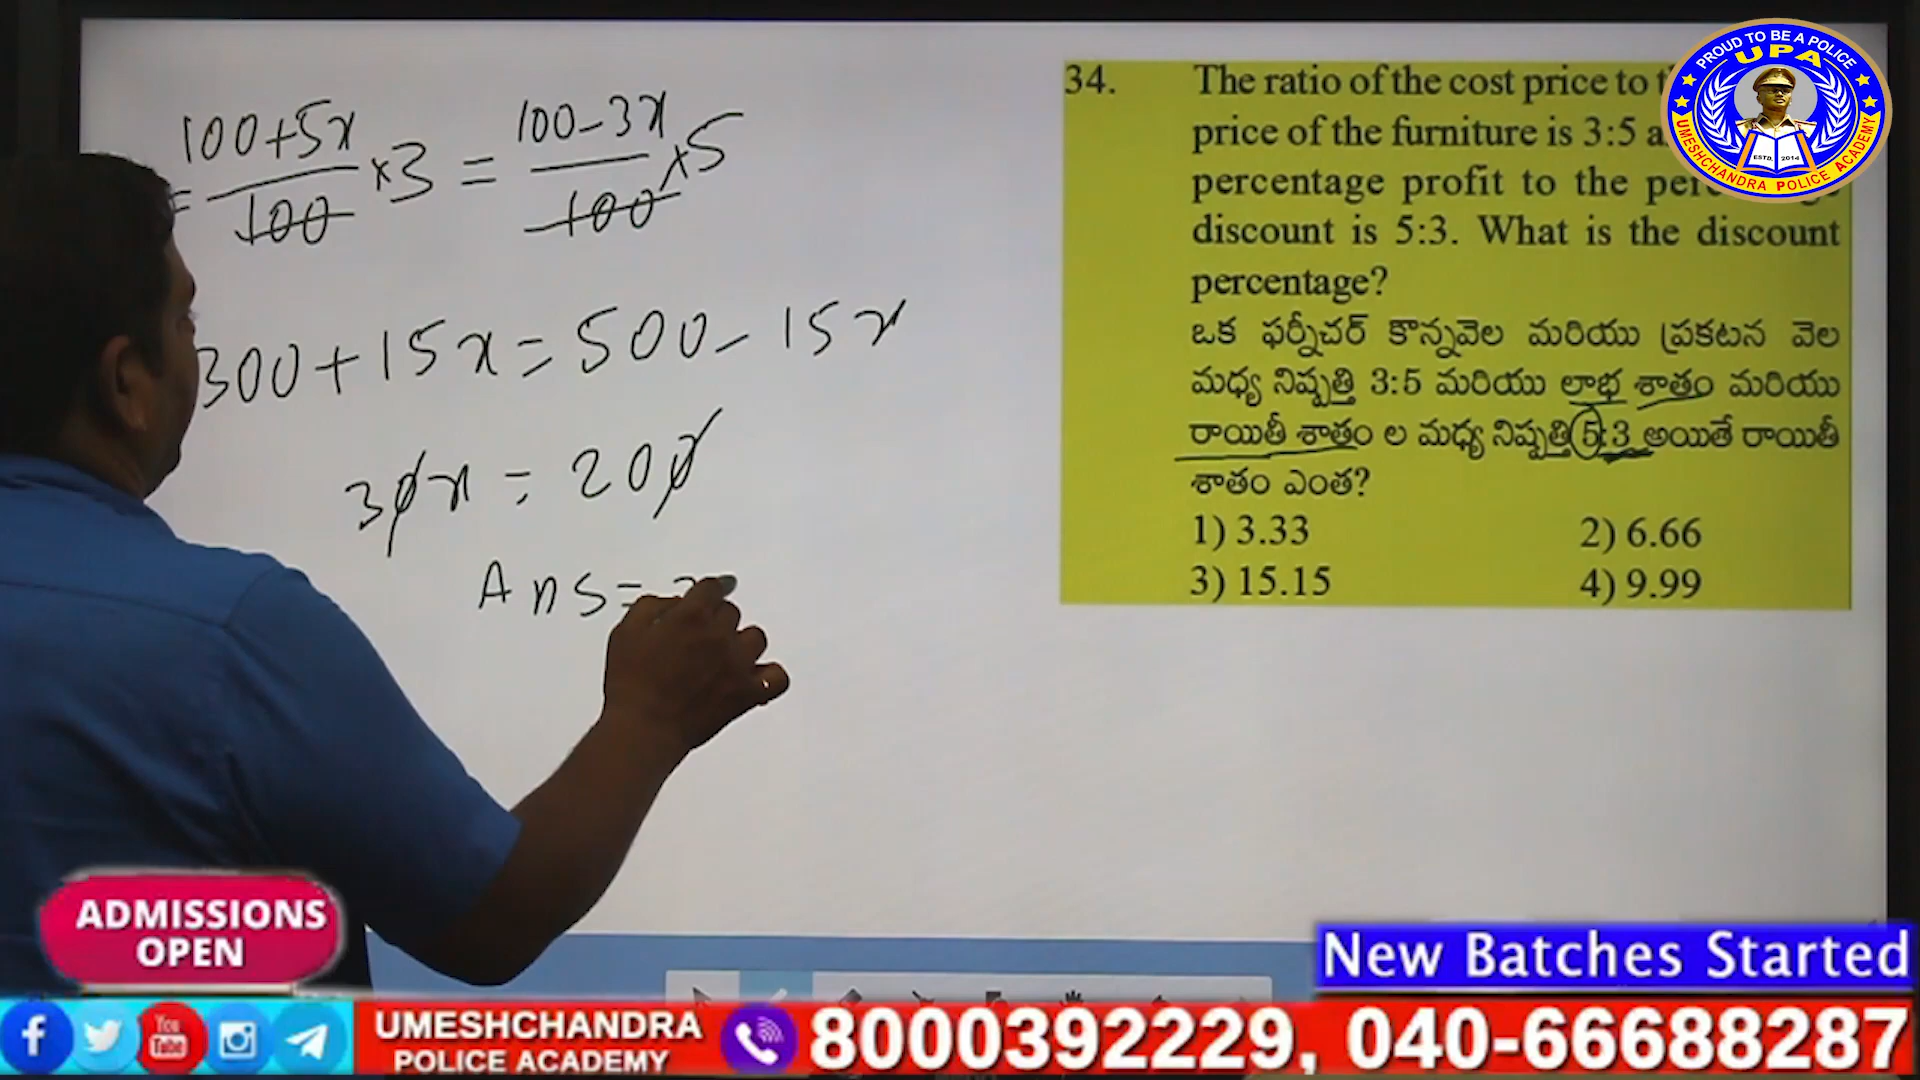 100+5x/100 ×3 = 100-3x/100 ×5
300+15x=500-15x
30x = 200
Ans=
34. The ratio of the cost price to
price of the furniture is 3:5
percentage profit to the
discount is 5:3. What is the discount
percentage?
ఒక ఫర్నీచర్ కొన్నవెల మరియు ప్రకటన వెల
మధ్య నిష్పత్తి 3:5 మరియు లాభ శాతం మరియు
రాయితీ శాతం ల మధ్య నిష్పత్తి 5:3 అయితే రాయితీ
శాతం ఎంత?
1) 3.33 2) 6.66
3) 15.15 4) 9.99
PROUD TO BE A POLICE
UPA
ESTD. 2014
UMESHCHANDRA POLICE ACADEMY
ADMISSIONS
OPEN
New Batches Started
You
Tube
UMESHCHANDRA
POLICE ACADEMY
8000392229, 040-66688287